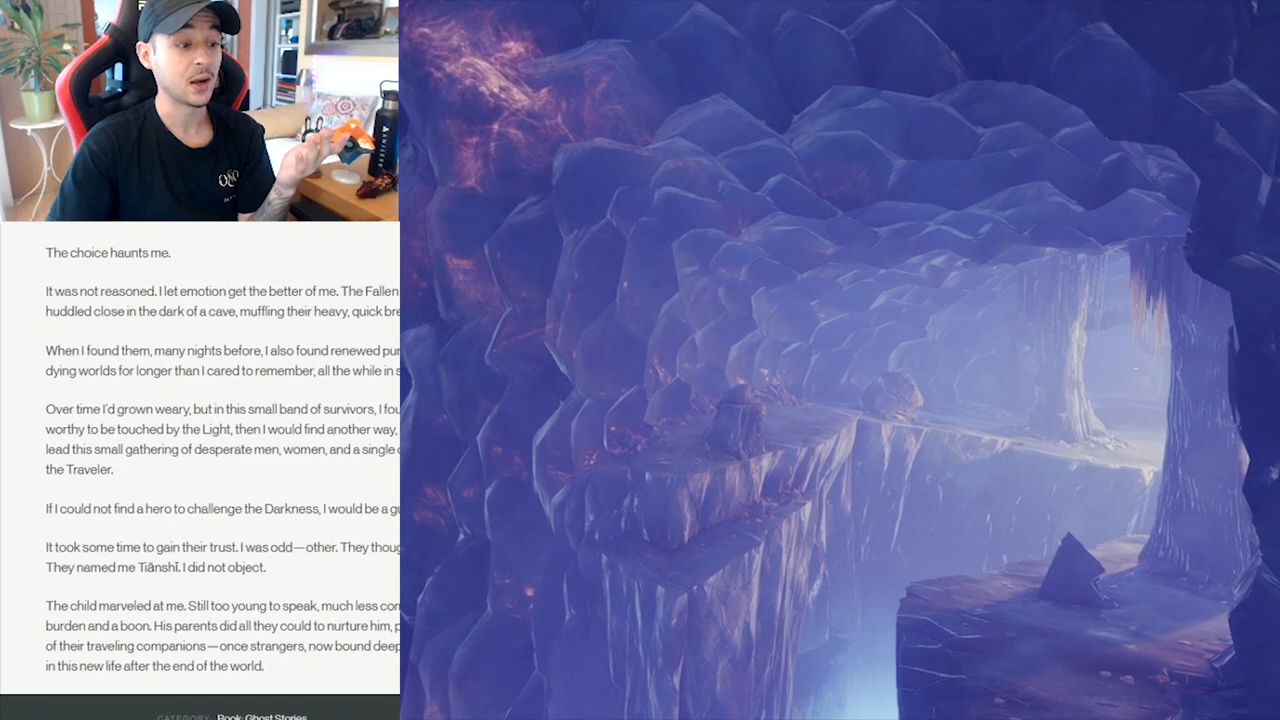 The choice haunts me.
It was not reasoned. I let emotion get the better of me. The Fallen
huddled close in the dark of a cave, muffling their heavy, quick bre
When I found them, many nights before, I also found renewed pur
dying worlds for longer than I cared to remember, all the while in s
Over time I'd grown weary, but in this small band of survivors, I fou
worthy to be touched by the Light, then I would find another way.
lead this small gathering of desperate men, women, and a single c
the Traveler.
If I could not find a hero to challenge the Darkness, I would be a gu
It took some time to gain their trust. I was odd—other. They thoug
They named me Tiānshǐ. I did not object.
The child marveled at me. Still too young to speak, much less con
burden and a boon. His parents did all they could to nurture him, p
of their traveling companions—once strangers, now bound deep
in this new life after the end of the world.
CATEGORY: Book: Ghost Stories